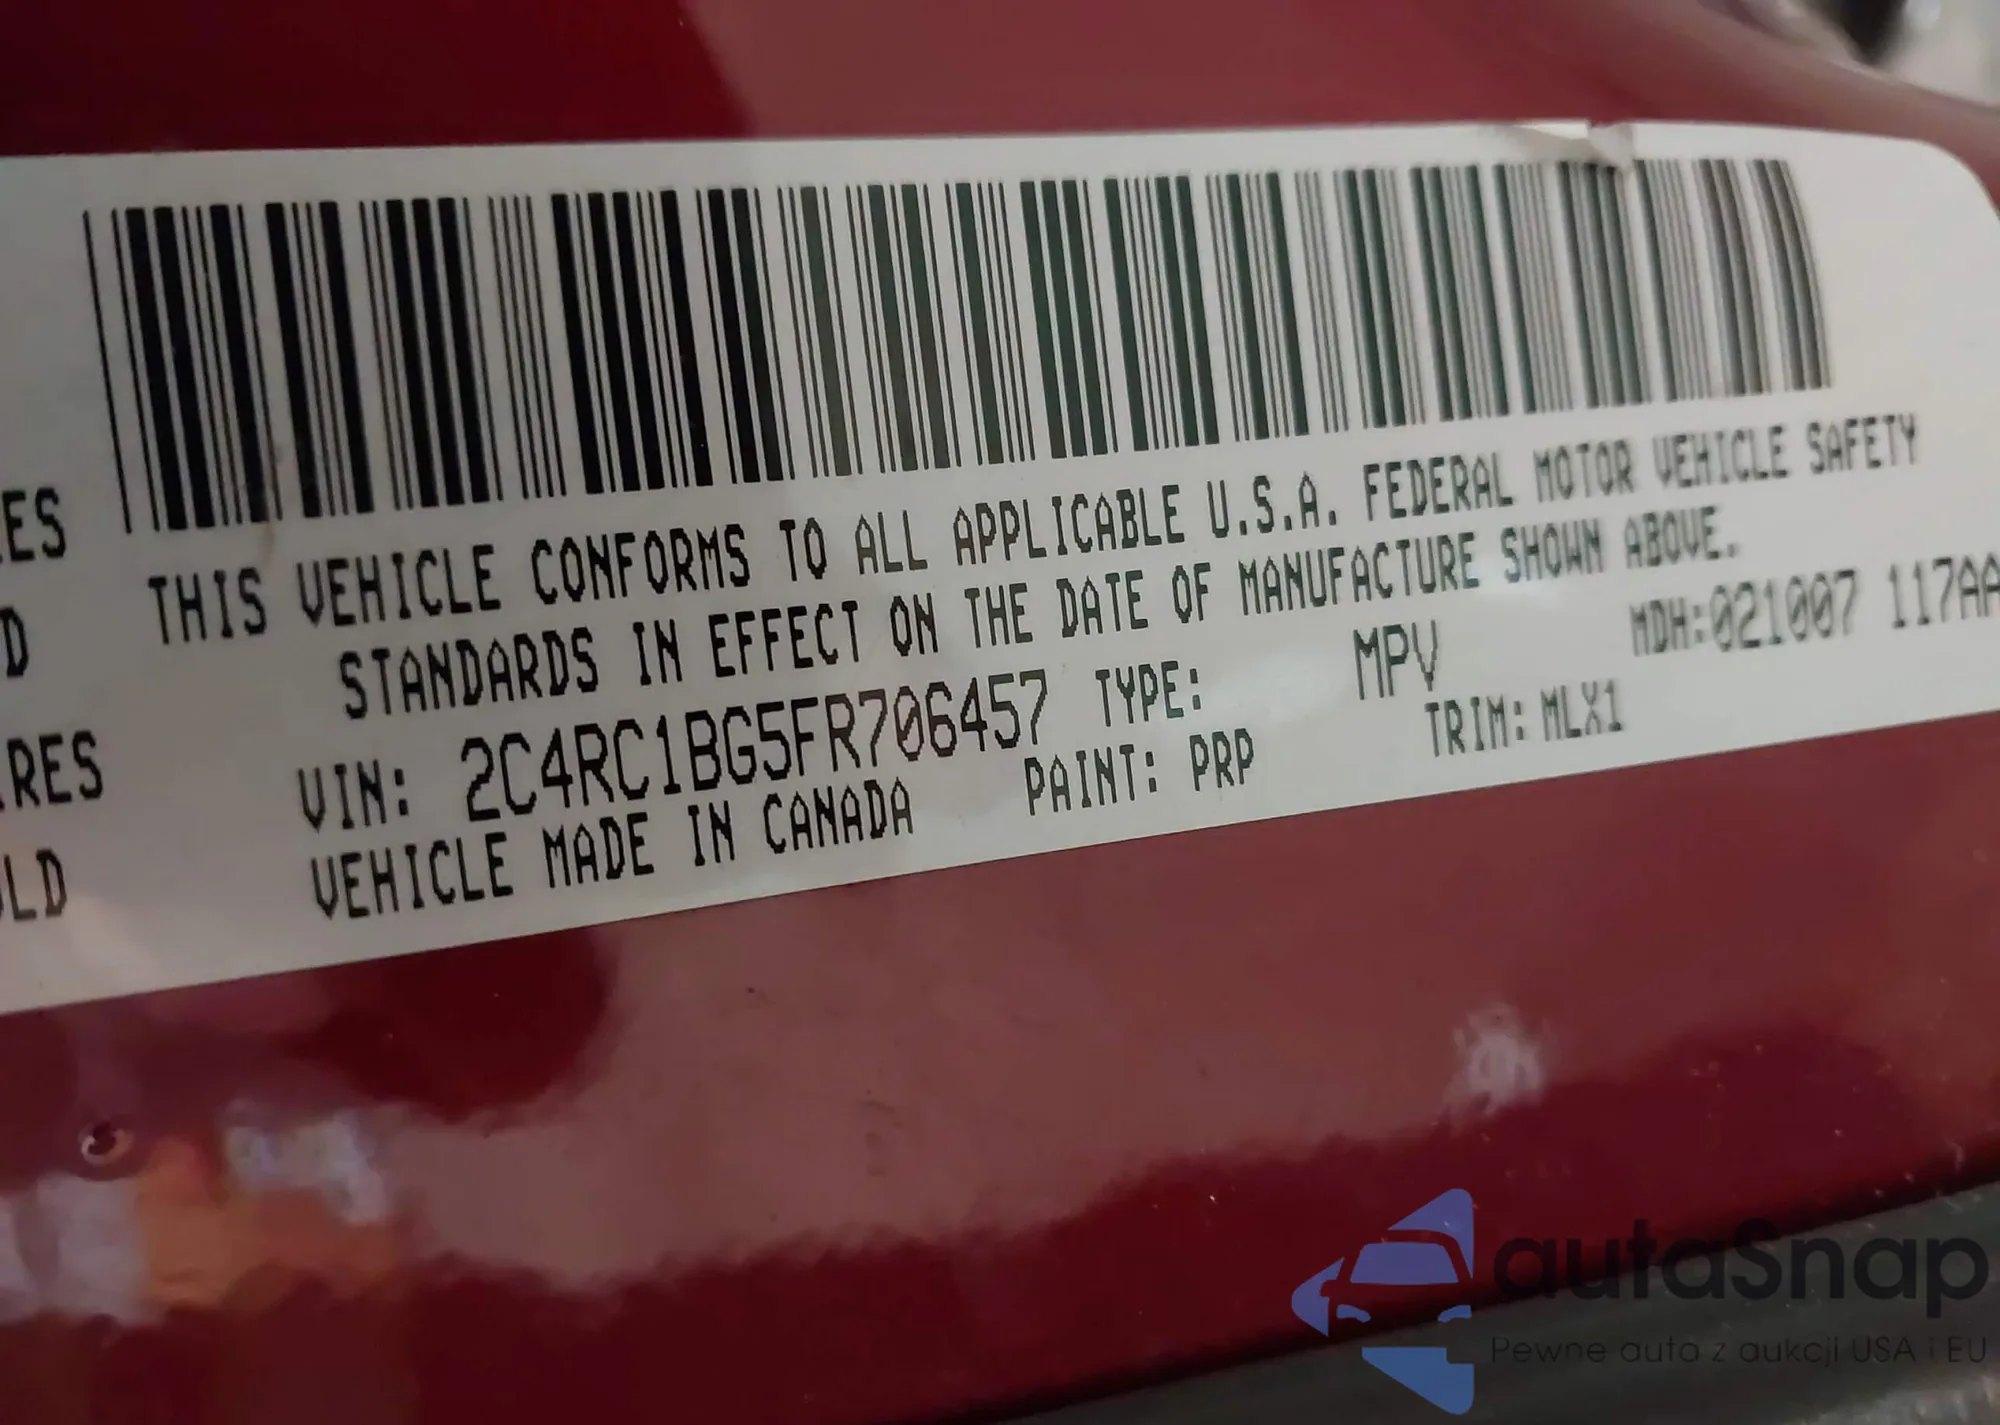 ES
D
RES
LD
THIS VEHICLE CONFORMS TO ALL APPLICABLE U.S.A. FEDERAL MOTOR VEHICLE SAFETY
STANDARDS IN EFFECT ON THE DATE OF MANUFACTURE SHOWN ABOVE.
MDH:021007 117AA
VIN: 2C4RC1BG5FR706457 TYPE: MPV
VEHICLE MADE IN CANADA PAINT: PRP TRIM: MLX1
autaSnap
Pewne auta z aukcji USA i EU